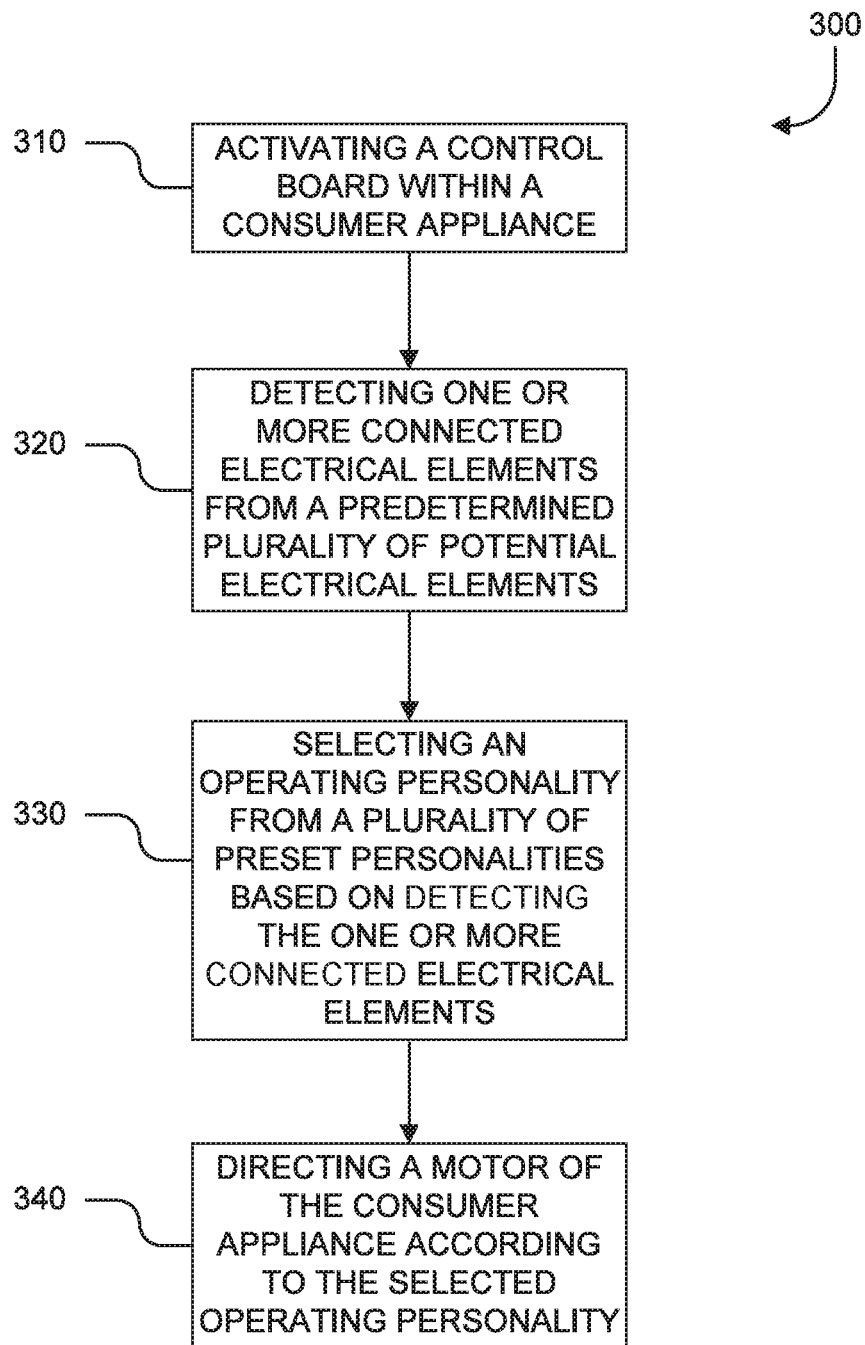 300
310
ACTIVATING A CONTROL
BOARD WITHIN A
CONSUMER APPLIANCE
320
DETECTING ONE OR
MORE CONNECTED
ELECTRICAL ELEMENTS
FROM A PREDETERMINED
PLURALITY OF POTENTIAL
ELECTRICAL ELEMENTS
330
SELECTING AN
OPERATING PERSONALITY
FROM A PLURALITY OF
PRESET PERSONALITIES
BASED ON DETECTING
THE ONE OR MORE
CONNECTED ELECTRICAL
ELEMENTS
340
DIRECTING A MOTOR OF
THE CONSUMER
APPLIANCE ACCORDING
TO THE SELECTED
OPERATING PERSONALITY